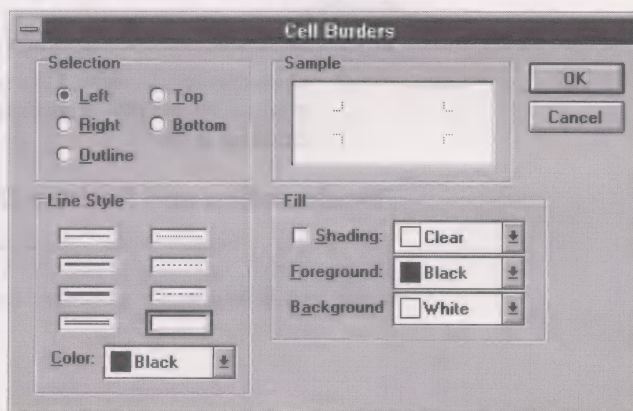 Cell Borders
Selection
Left
Top
Right
Bottom
Outline
Sample
OK
Cancel
Line Style
Color: Black
Fill
Shading: Clear
Foreground: Black
Background White